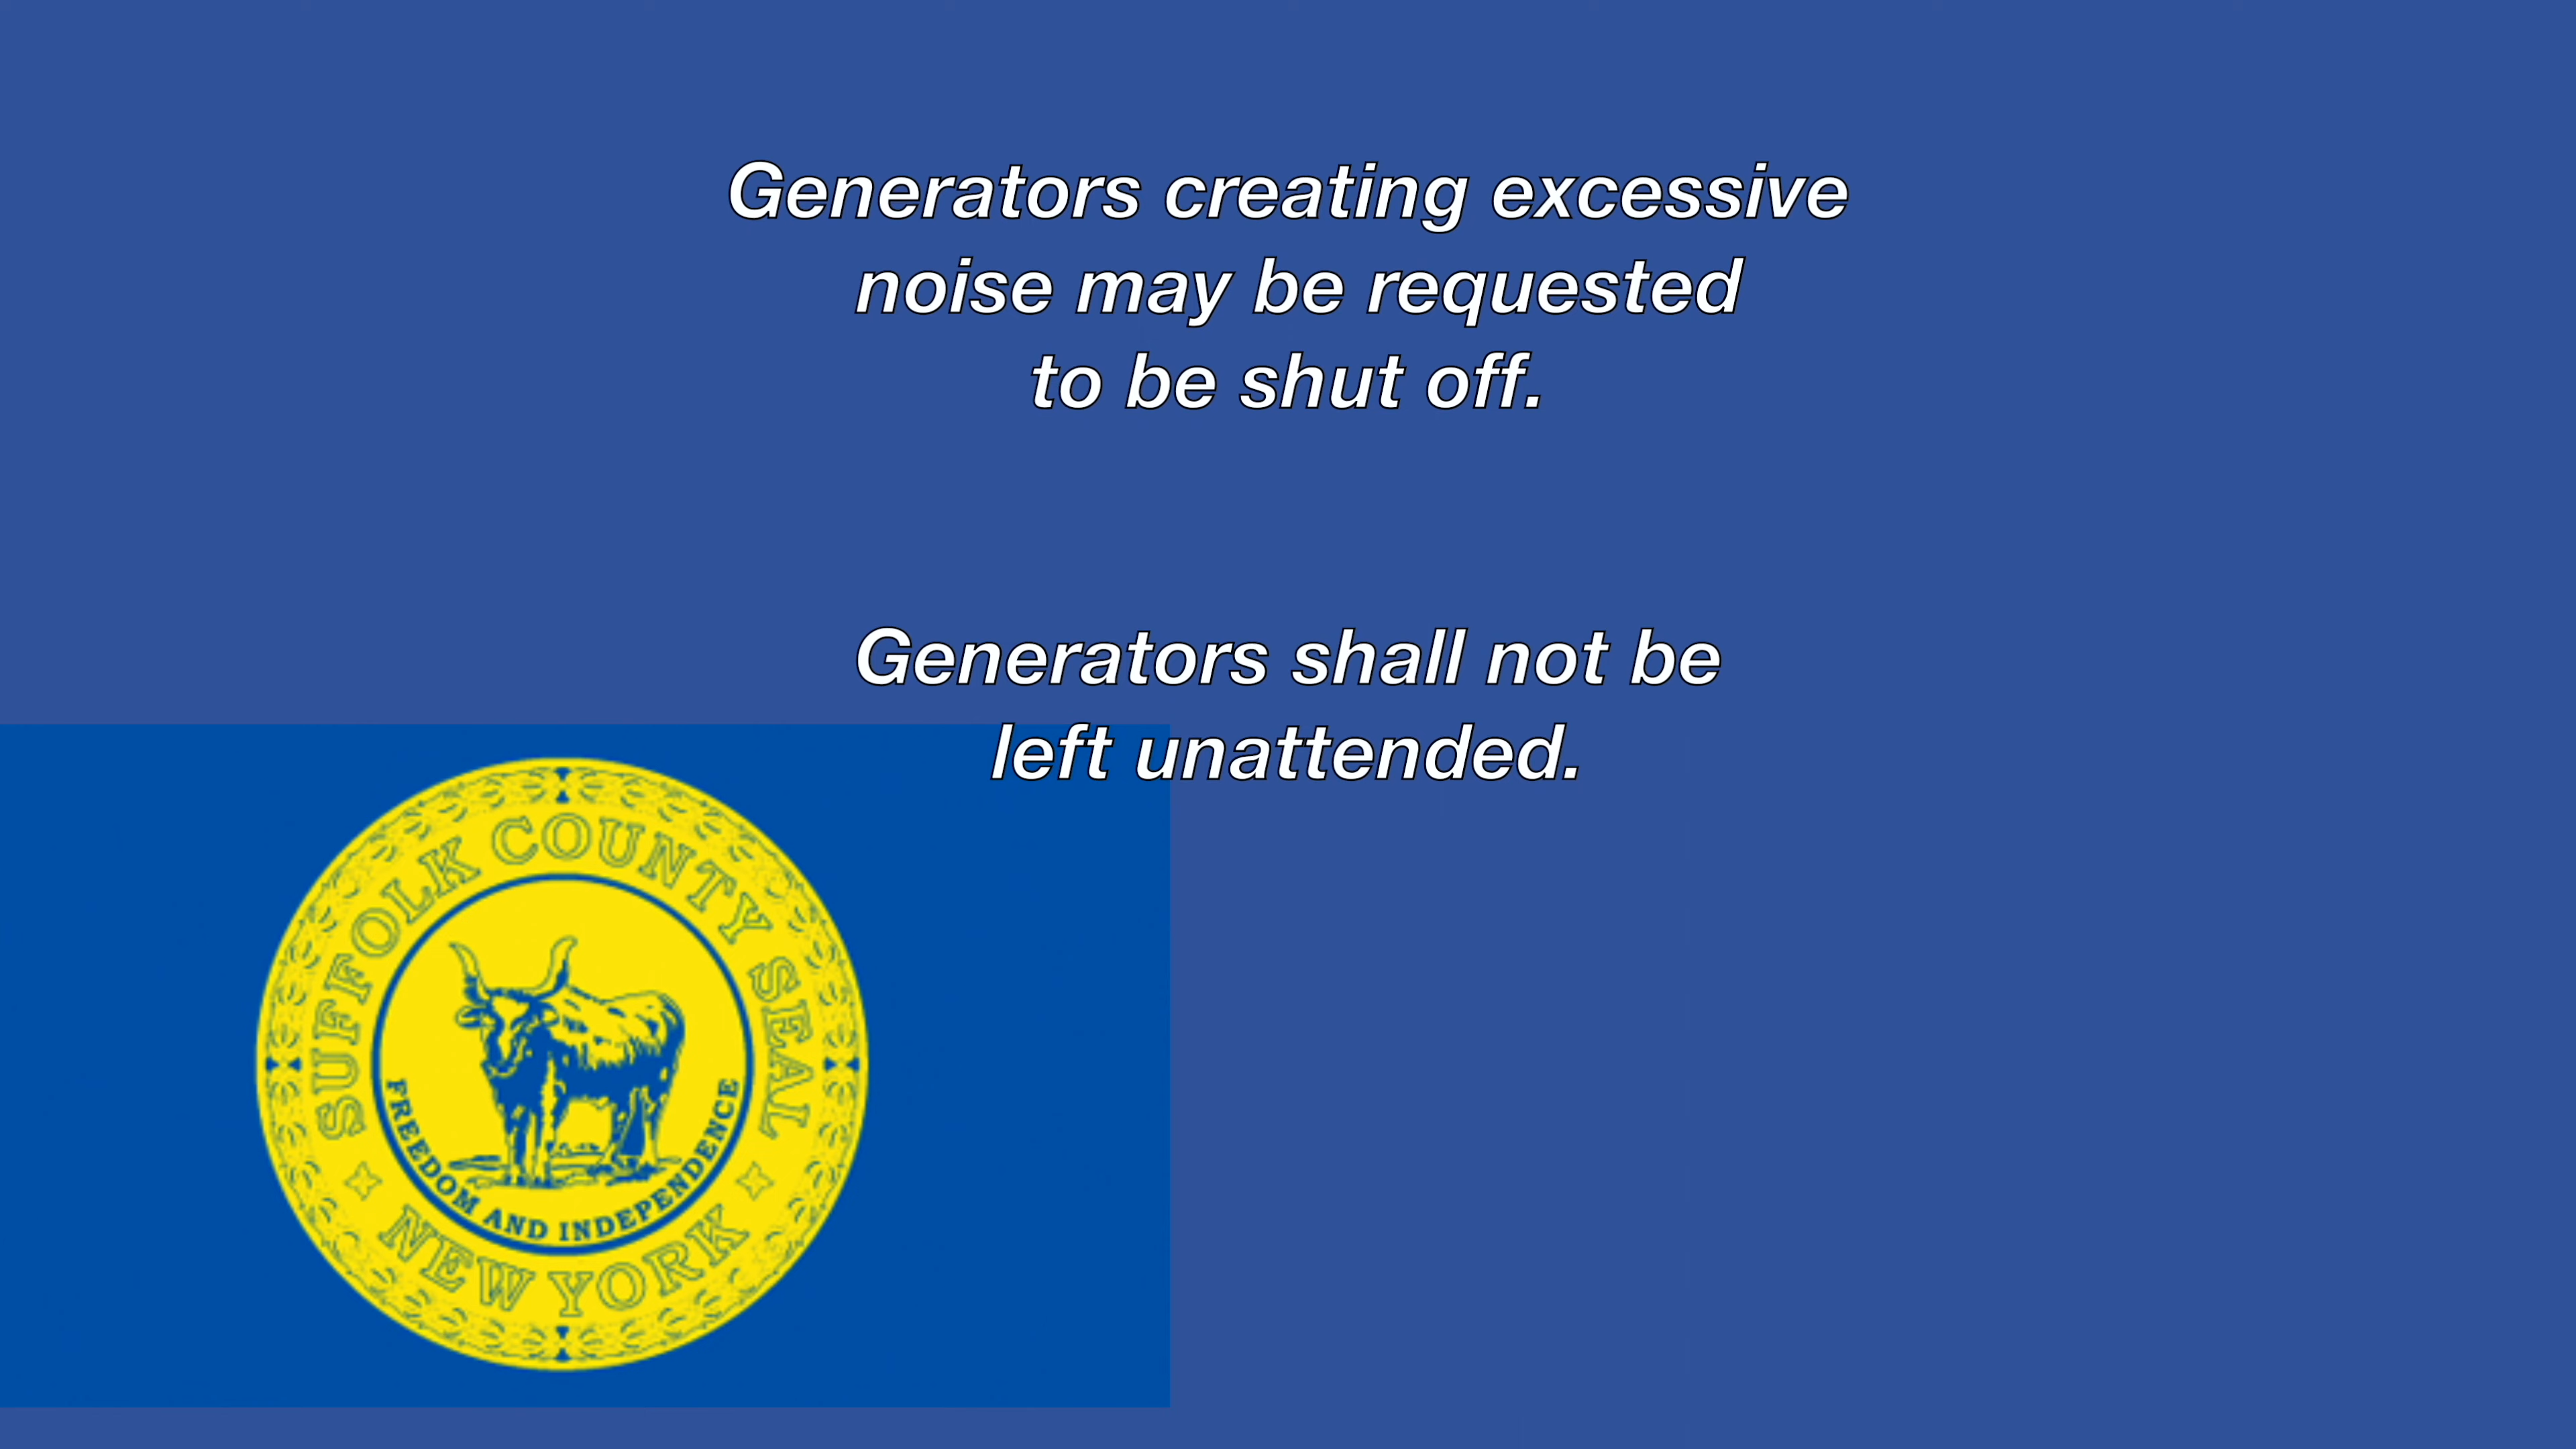 Generators creating excessive
noise may be requested
to be shut off.
Generators shall not be
left unattended.
SUFFOLK COUNTY SEAL
FREEDOM AND INDEPENDENCE
NEW YORK